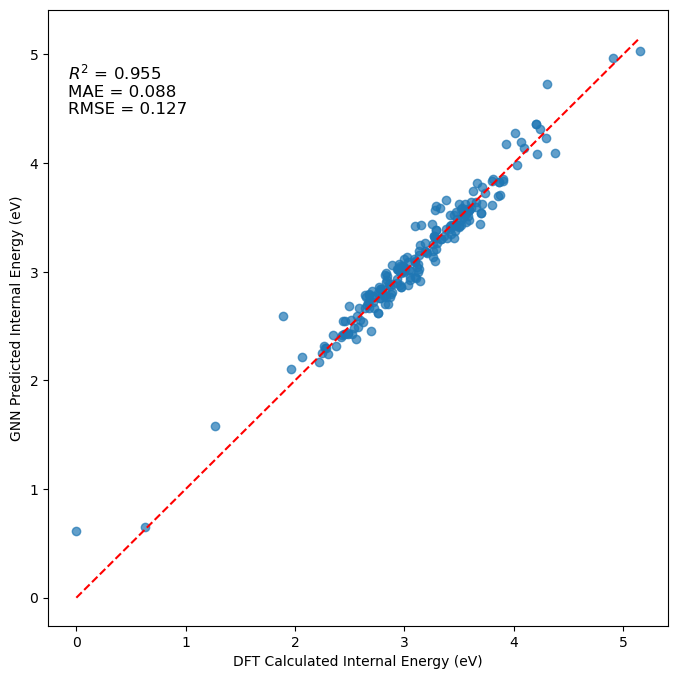 R² = 0.955
MAE = 0.088
RMSE = 0.127
GNN Predicted Internal Energy (eV)
5
4
3
2
1
0
0 1 2 3 4 5
DFT Calculated Internal Energy (eV)